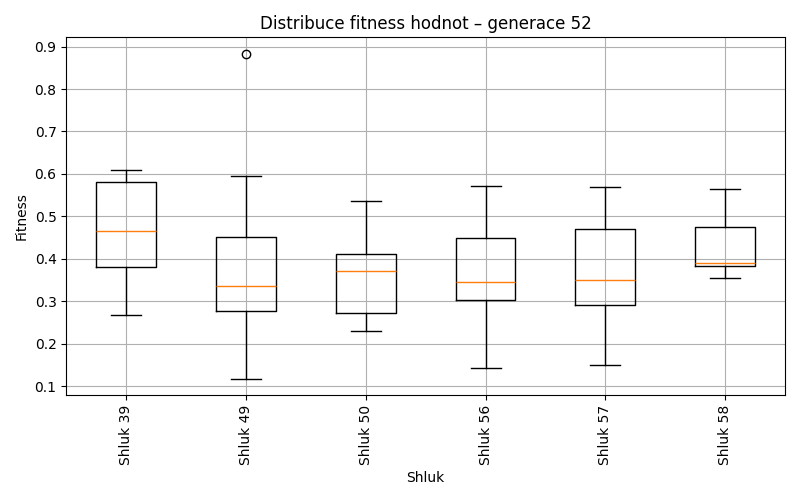 Distribuce fitness hodnot – generace 52
Fitness
0.9
0.8
0.7
0.6
0.5
0.4
0.3
0.2
0.1
Shluk 39
Shluk 49
Shluk 50
Shluk 56
Shluk 57
Shluk 58
Shluk